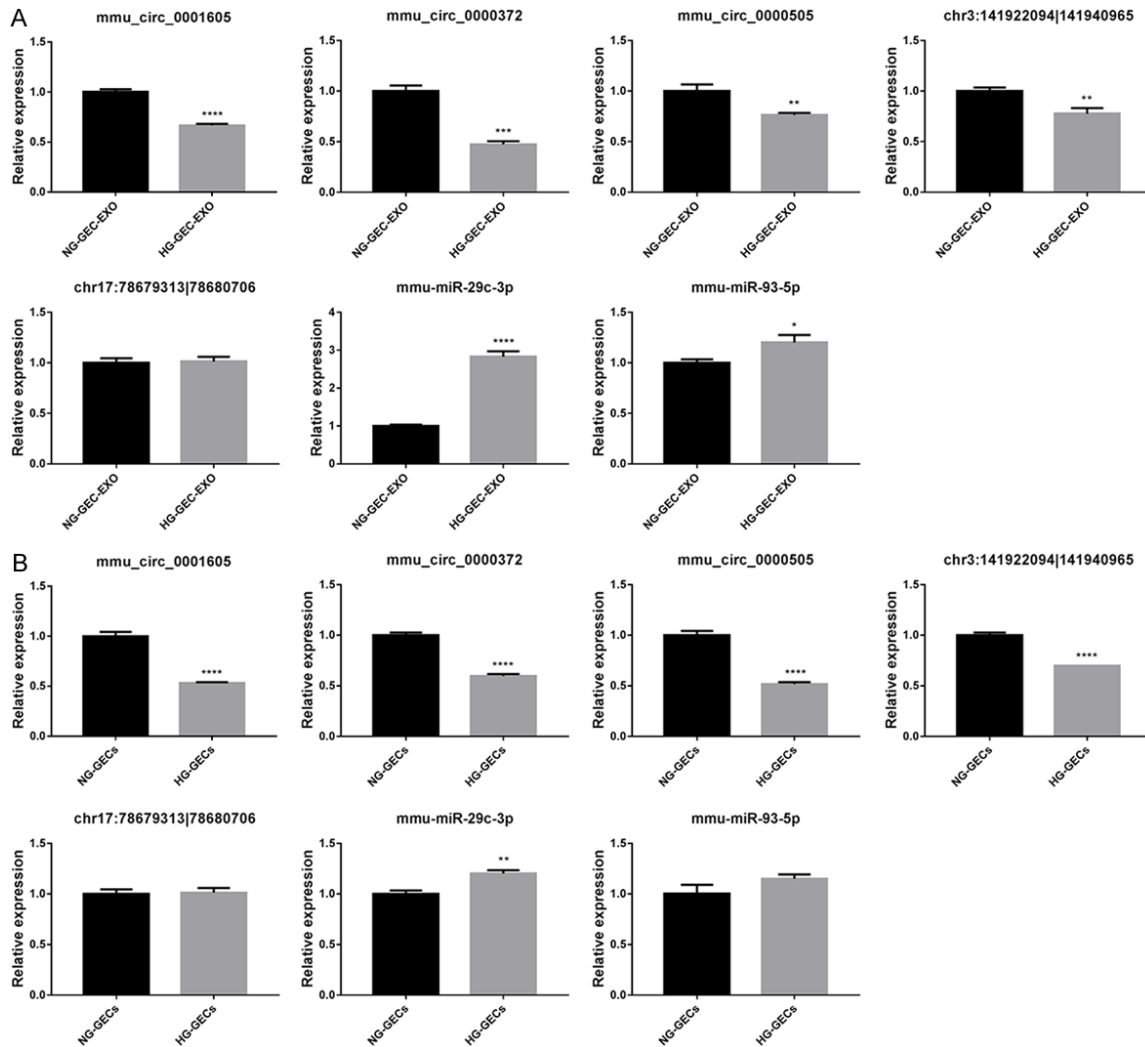 A
mmu_circ_0001605
mmu_circ_0000372
mmu_circ_0000505
chr3:141922094|141940965
Relative expression
1.5
1.0
0.5
0.0
****
NG-GEC-EXO
HG-GEC-EXO
Relative expression
1.5
1.0
0.5
0.0
***
NG-GEC-EXO
HG-GEC-EXO
Relative expression
1.5
1.0
0.5
0.0
**
NG-GEC-EXO
HG-GEC-EXO
Relative expression
1.5
1.0
0.5
0.0
**
NG-GEC-EXO
HG-GEC-EXO
chr17:78679313|78680706
mmu-miR-29c-3p
mmu-miR-93-5p
Relative expression
1.5
1.0
0.5
0.0
NG-GEC-EXO
HG-GEC-EXO
Relative expression
4
3
2
1
0
****
NG-GEC-EXO
HG-GEC-EXO
Relative expression
1.5
1.0
0.5
0.0
*
NG-GEC-EXO
HG-GEC-EXO
B
mmu_circ_0001605
mmu_circ_0000372
mmu_circ_0000505
chr3:141922094|141940965
Relative expression
1.5
1.0
0.5
0.0
****
NG-GECs
HG-GECs
Relative expression
1.5
1.0
0.5
0.0
****
NG-GECs
HG-GECs
Relative expression
1.5
1.0
0.5
0.0
****
NG-GECs
HG-GECs
Relative expression
1.5
1.0
0.5
0.0
****
NG-GECs
HG-GECs
chr17:78679313|78680706
mmu-miR-29c-3p
mmu-miR-93-5p
Relative expression
1.5
1.0
0.5
0.0
NG-GECs
HG-GECs
Relative expression
1.5
1.0
0.5
0.0
**
NG-GECs
HG-GECs
Relative expression
1.5
1.0
0.5
0.0
NG-GECs
HG-GECs